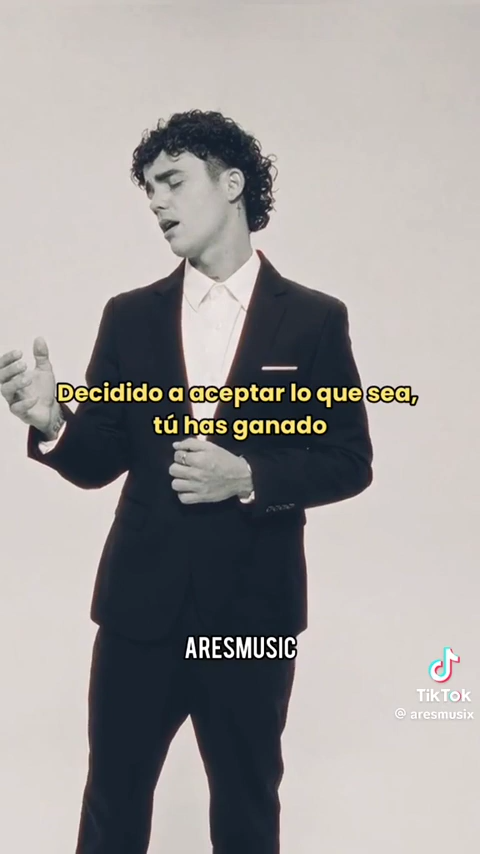 Decidido a aceptar lo que sea,
tú has ganado
ARESMUSIC
TikTok
@ aresmusix